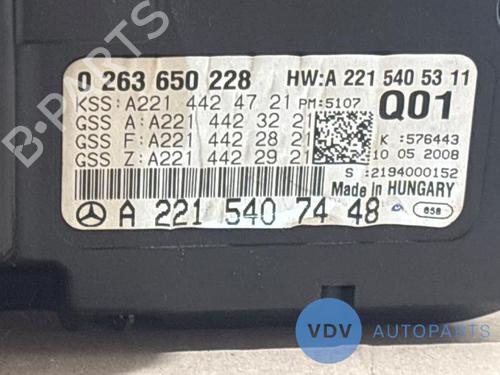 B-PARTS
0 263 650 228 HW:A 221 540 53 11
KSS:A221 442 47 21 PM:5107 Q01
GSS A:A221 442 32 21 K :576443
GSS F:A221 442 28 21 10 05 2008
GSS Z:A221 442 29 21 S :2194000152
Made in HUNGARY
A 221 540 74 48 658
VDV AUTOPARTS